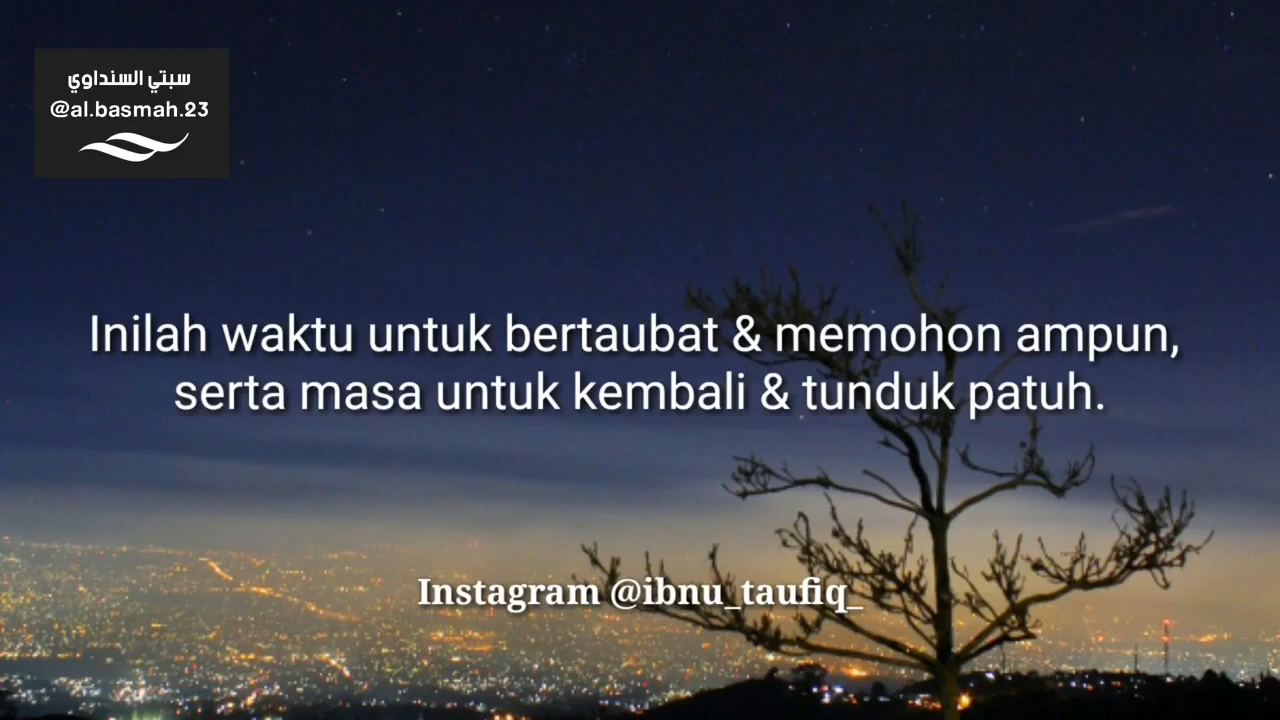 سبتي السنداوي
@al.basmah.23
Inilah waktu untuk bertaubat & memohon ampun,
serta masa untuk kembali & tunduk patuh.
Instagram @ibnu_taufiq_